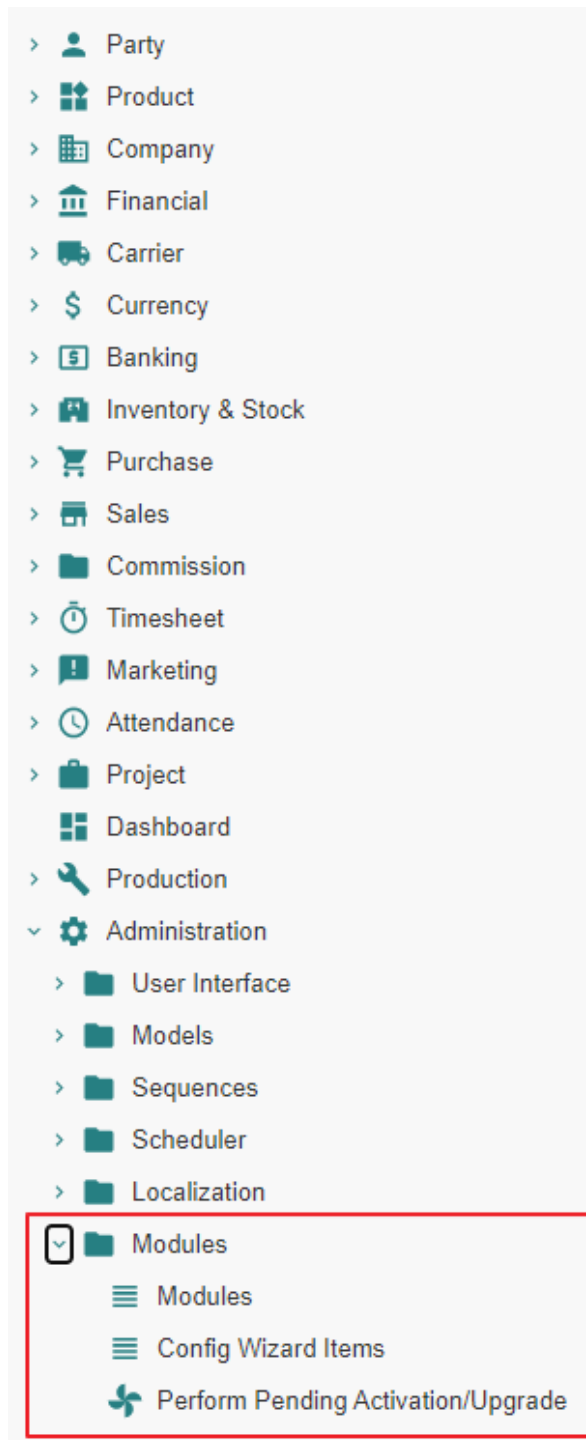 Party
Product
Company
Financial
Carrier
Currency
Banking
Inventory & Stock
Purchase
Sales
Commission
Timesheet
Marketing
Attendance
Project
Dashboard
Production
Administration
User Interface
Models
Sequences
Scheduler
Localization
Modules
Modules
Config Wizard Items
Perform Pending Activation/Upgrade